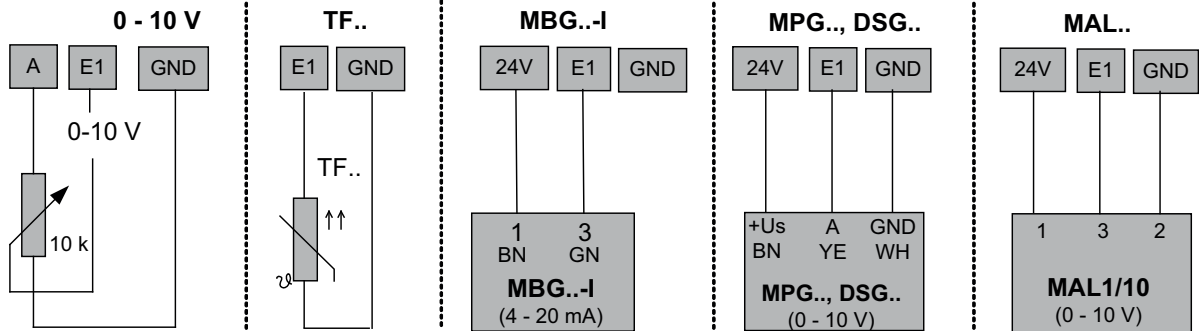 0 - 10 V
A E1 GND
0-10 V
10 k
TF..
E1 GND
TF..
ϑ
MBG..-I
24V E1 GND
1 3
BN GN
MBG..-I
(4 - 20 mA)
MPG.., DSG..
24V E1 GND
+Us A GND
BN YE WH
MPG.., DSG..
(0 - 10 V)
MAL..
24V E1 GND
1 3 2
MAL1/10
(0 - 10 V)